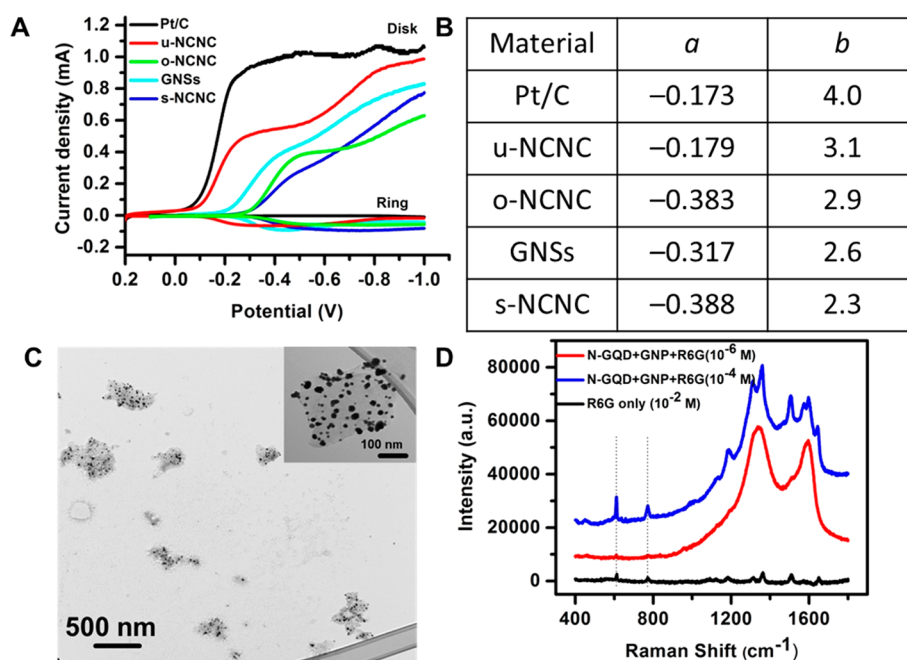 A
Pt/C
u-NCNC
o-NCNC
GNSs
s-NCNC
Disk
Ring
1.2
1.0
0.8
0.6
0.4
0.2
0.0
-0.2
Current density (mA)
0.2 0.0 -0.2 -0.4 -0.6 -0.8 -1.0
Potential (V)
B
Material a b
Pt/C –0.173 4.0
u-NCNC –0.179 3.1
o-NCNC –0.383 2.9
GNSs –0.317 2.6
s-NCNC –0.388 2.3
C
100 nm
500 nm
D
N-GQD+GNP+R6G(10⁻⁶ M)
N-GQD+GNP+R6G(10⁻⁴ M)
R6G only (10⁻² M)
80000
60000
40000
20000
0
Intensity (a.u.)
400 800 1200 1600
Raman Shift (cm⁻¹)